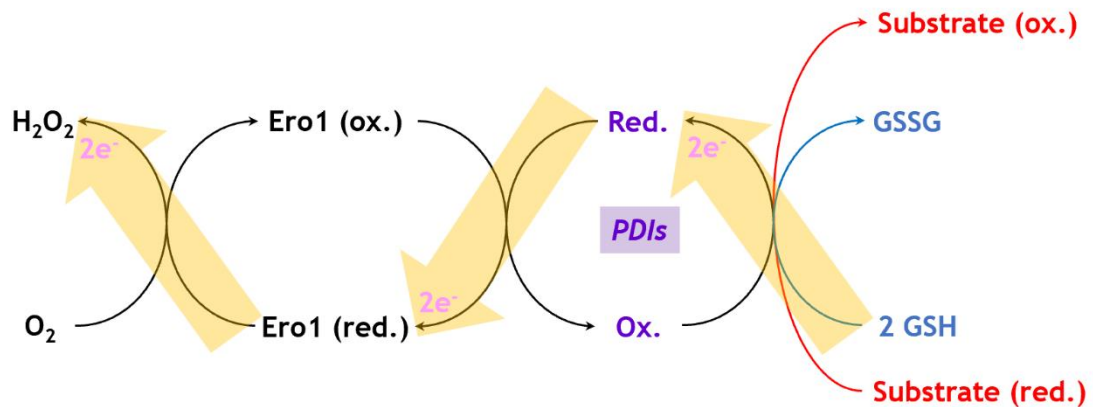 Substrate (ox.)
H₂O₂ Ero1 (ox.) Red. GSSG
2e⁻ 2e⁻
PDIs
2e⁻
O₂ Ero1 (red.) Ox. 2 GSH
Substrate (red.)